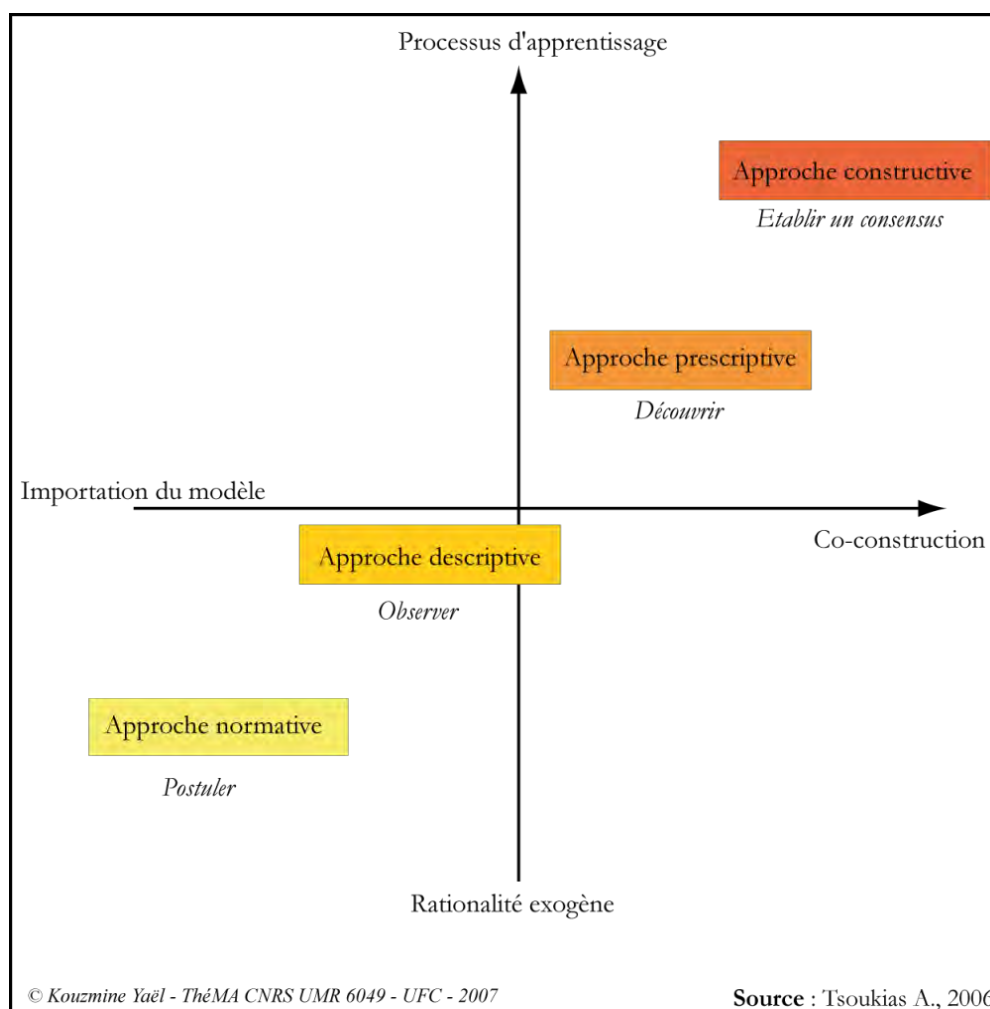 Processus d'apprentissage
Approche constructive
Etablir un consensus
Approche prescriptive
Découvrir
Importation du modèle
Co-construction
Approche descriptive
Observer
Approche normative
Postuler
Rationalité exogène
© Kouzmine Yaël - ThéMA CNRS UMR 6049 - UFC - 2007
Source : Tsoukias A., 2006